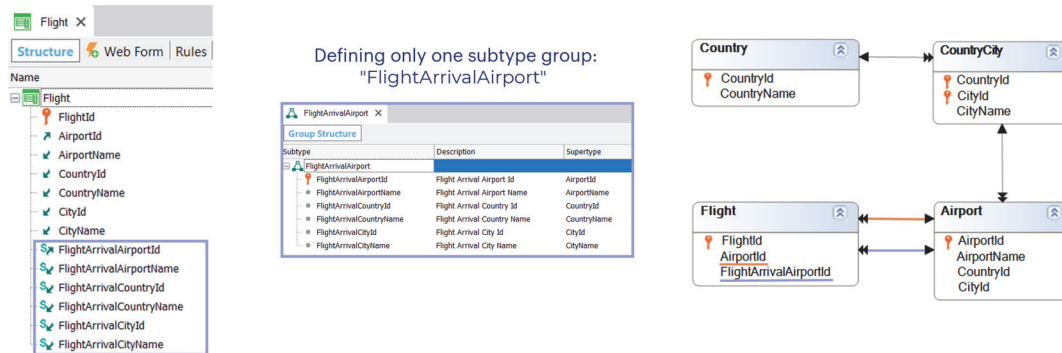 Flight
Structure Web Form Rules
Name
Flight
FlightId
AirportId
AirportName
CountryId
CountryName
CityId
CityName
FlightArrivalAirportId
FlightArrivalAirportName
FlightArrivalCountryId
FlightArrivalCountryName
FlightArrivalCityId
FlightArrivalCityName
Defining only one subtype group:
"FlightArrivalAirport"
FlightArrivalAirport
Group Structure
Subtype Description Supertype
FlightArrivalAirport
FlightArrivalAirportId Flight Arrival Airport Id AirportId
FlightArrivalAirportName Flight Arrival Airport Name AirportName
FlightArrivalCountryId Flight Arrival Country Id CountryId
FlightArrivalCountryName Flight Arrival Country Name CountryName
FlightArrivalCityId Flight Arrival City Id CityId
FlightArrivalCityName Flight Arrival City Name CityName
Country
CountryId
CountryName
CountryCity
CountryId
CityId
CityName
Flight
FlightId
AirportId
FlightArrivalAirportId
Airport
AirportId
AirportName
CountryId
CityId